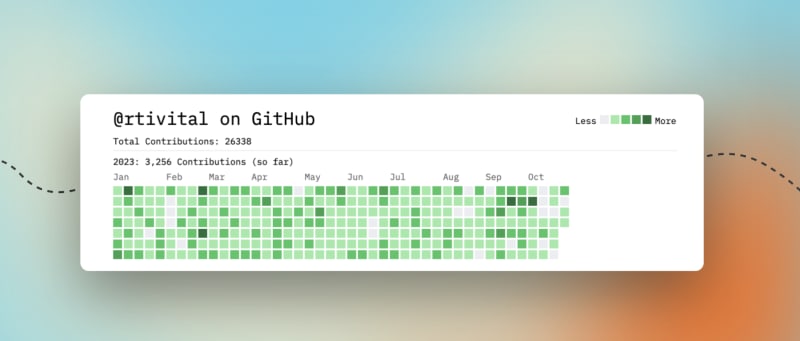 @rtivital on GitHub
Less More
Total Contributions: 26338
2023: 3,256 Contributions (so far)
Jan Feb Mar Apr May Jun Jul Aug Sep Oct